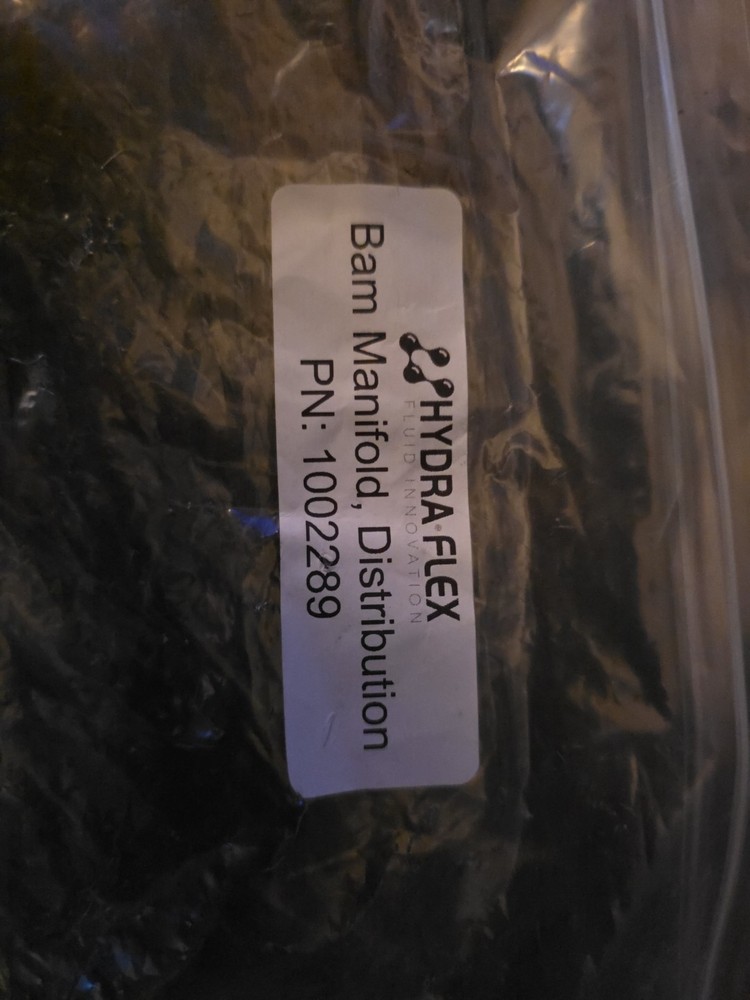 HYDRA·FLEX
FLUID INNOVATION
Bam Manifold, Distribution
PN: 1002289